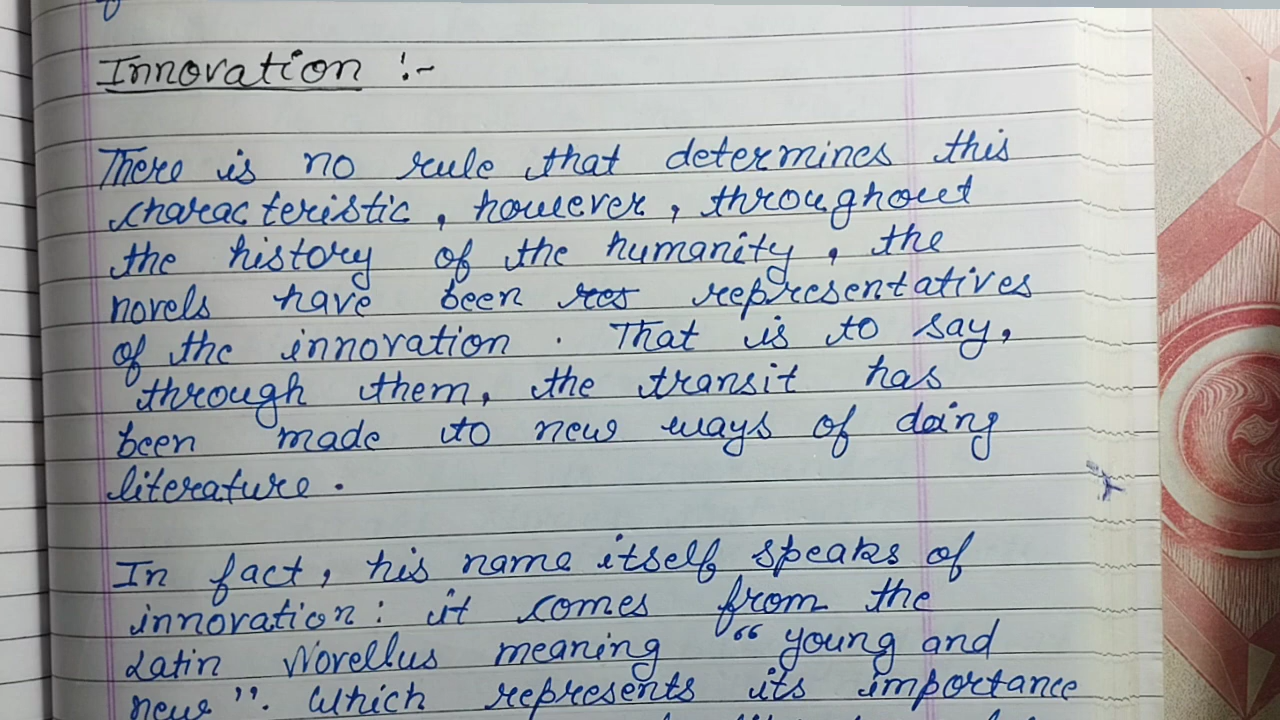 Innovation :-
There is no rule that determines this
characteristic, however, throughout
the history of the humanity, the
novels have been res representatives
of the innovation. That is to say,
through them, the transit has
been made to new ways of doing
literature.
In fact, his name itself speaks of
innovation: it comes from the
Latin Novellus meaning "young and
new". Which represents its importance